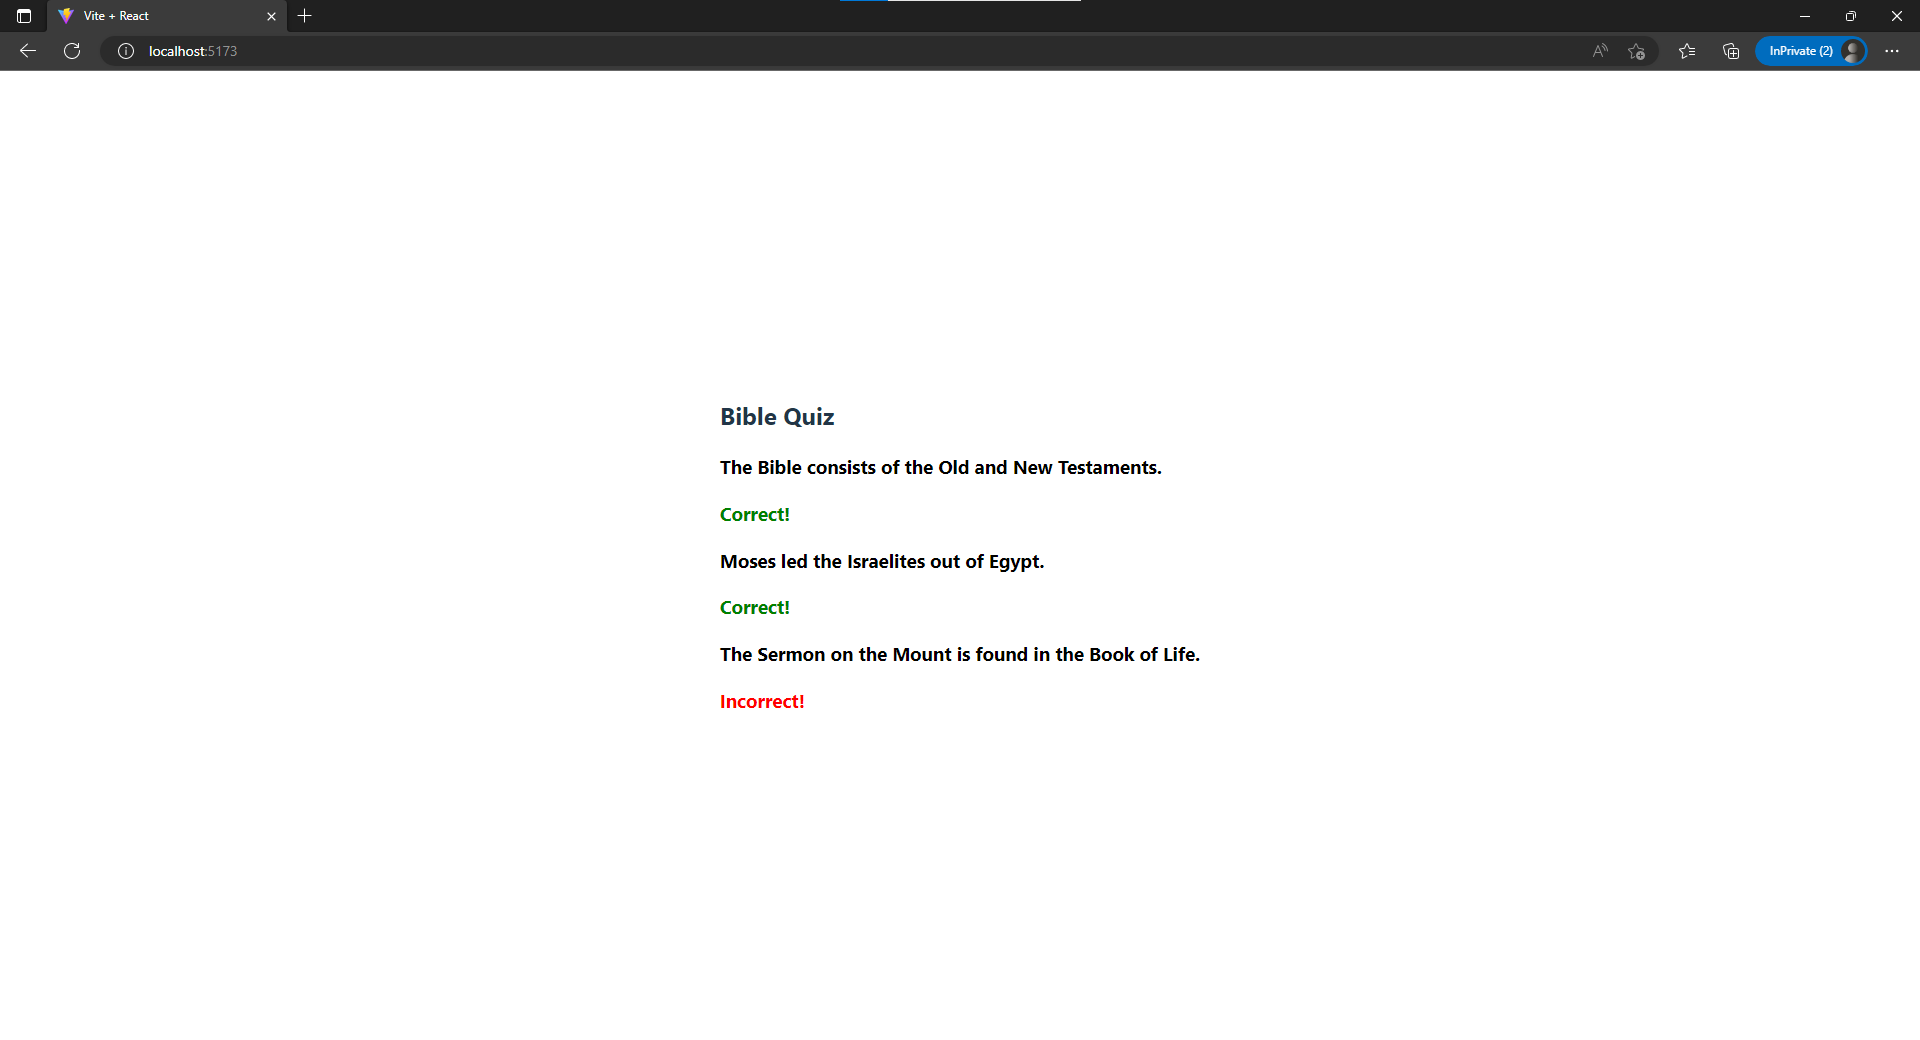 Vite + React
localhost:5173
InPrivate (2)
Bible Quiz
The Bible consists of the Old and New Testaments.
Correct!
Moses led the Israelites out of Egypt.
Correct!
The Sermon on the Mount is found in the Book of Life.
Incorrect!